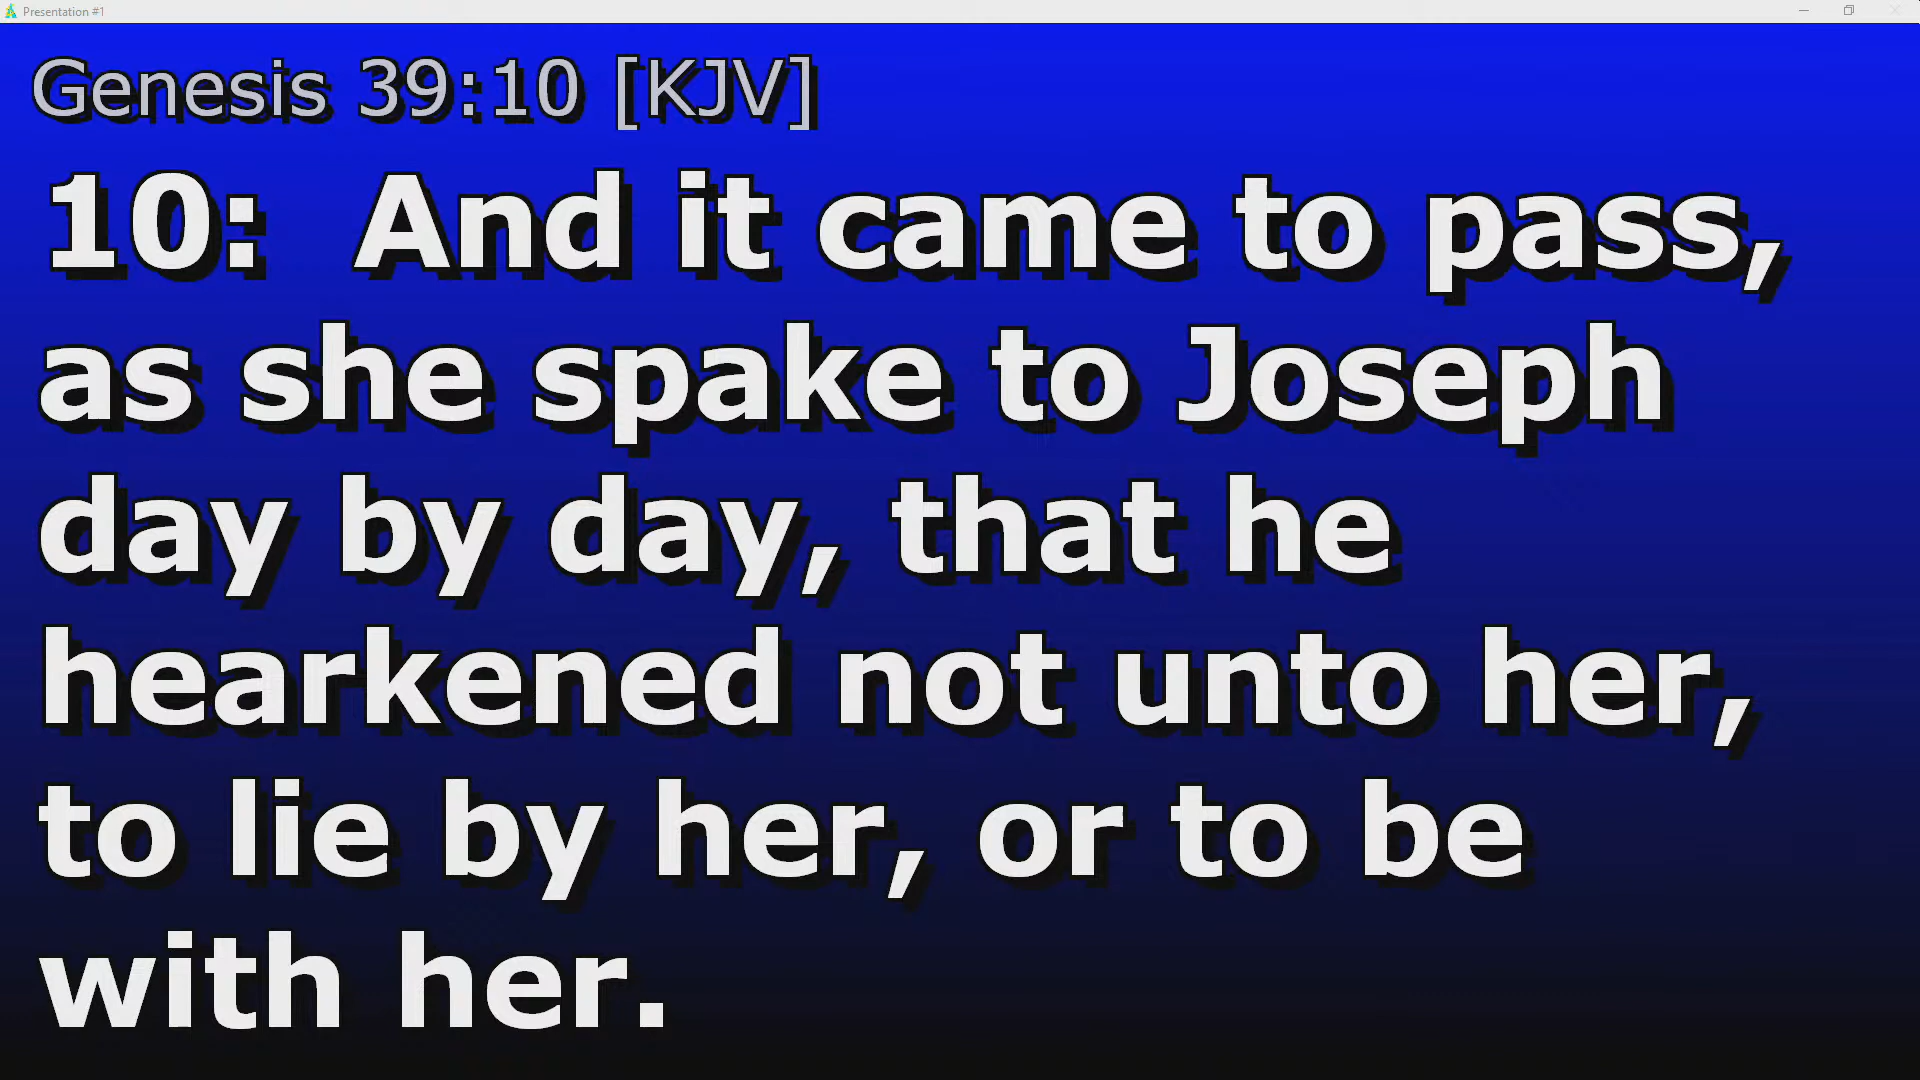 Presentation #1
Genesis 39:10 [KJV]
10: And it came to pass,
as she spake to Joseph
day by day, that he
hearkened not unto her,
to lie by her, or to be
with her.